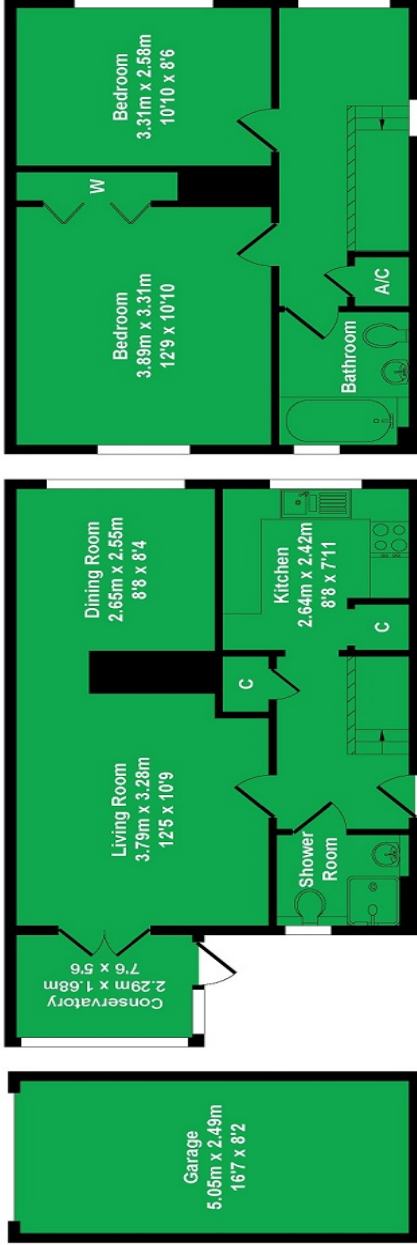 Garage
5.05m x 2.49m
16'7 x 8'2
Conservatory
2.29m x 1.68m
7'6 x 5'6
Living Room
3.79m x 3.28m
12'5 x 10'9
Dining Room
2.65m x 2.55m
8'8 x 8'4
Shower
Room
C
Kitchen
2.64m x 2.42m
8'8 x 7'11
C
Bedroom
3.89m x 3.31m
12'9 x 10'10
W
Bedroom
3.31m x 2.58m
10'10 x 8'6
Bathroom
A/C